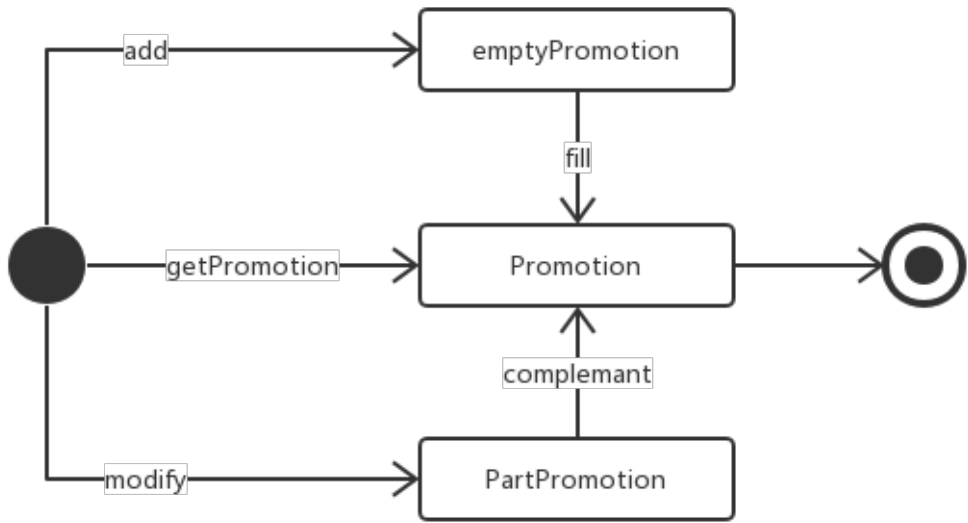 add
emptyPromotion
fill
getPromotion
Promotion
complemant
modify
PartPromotion